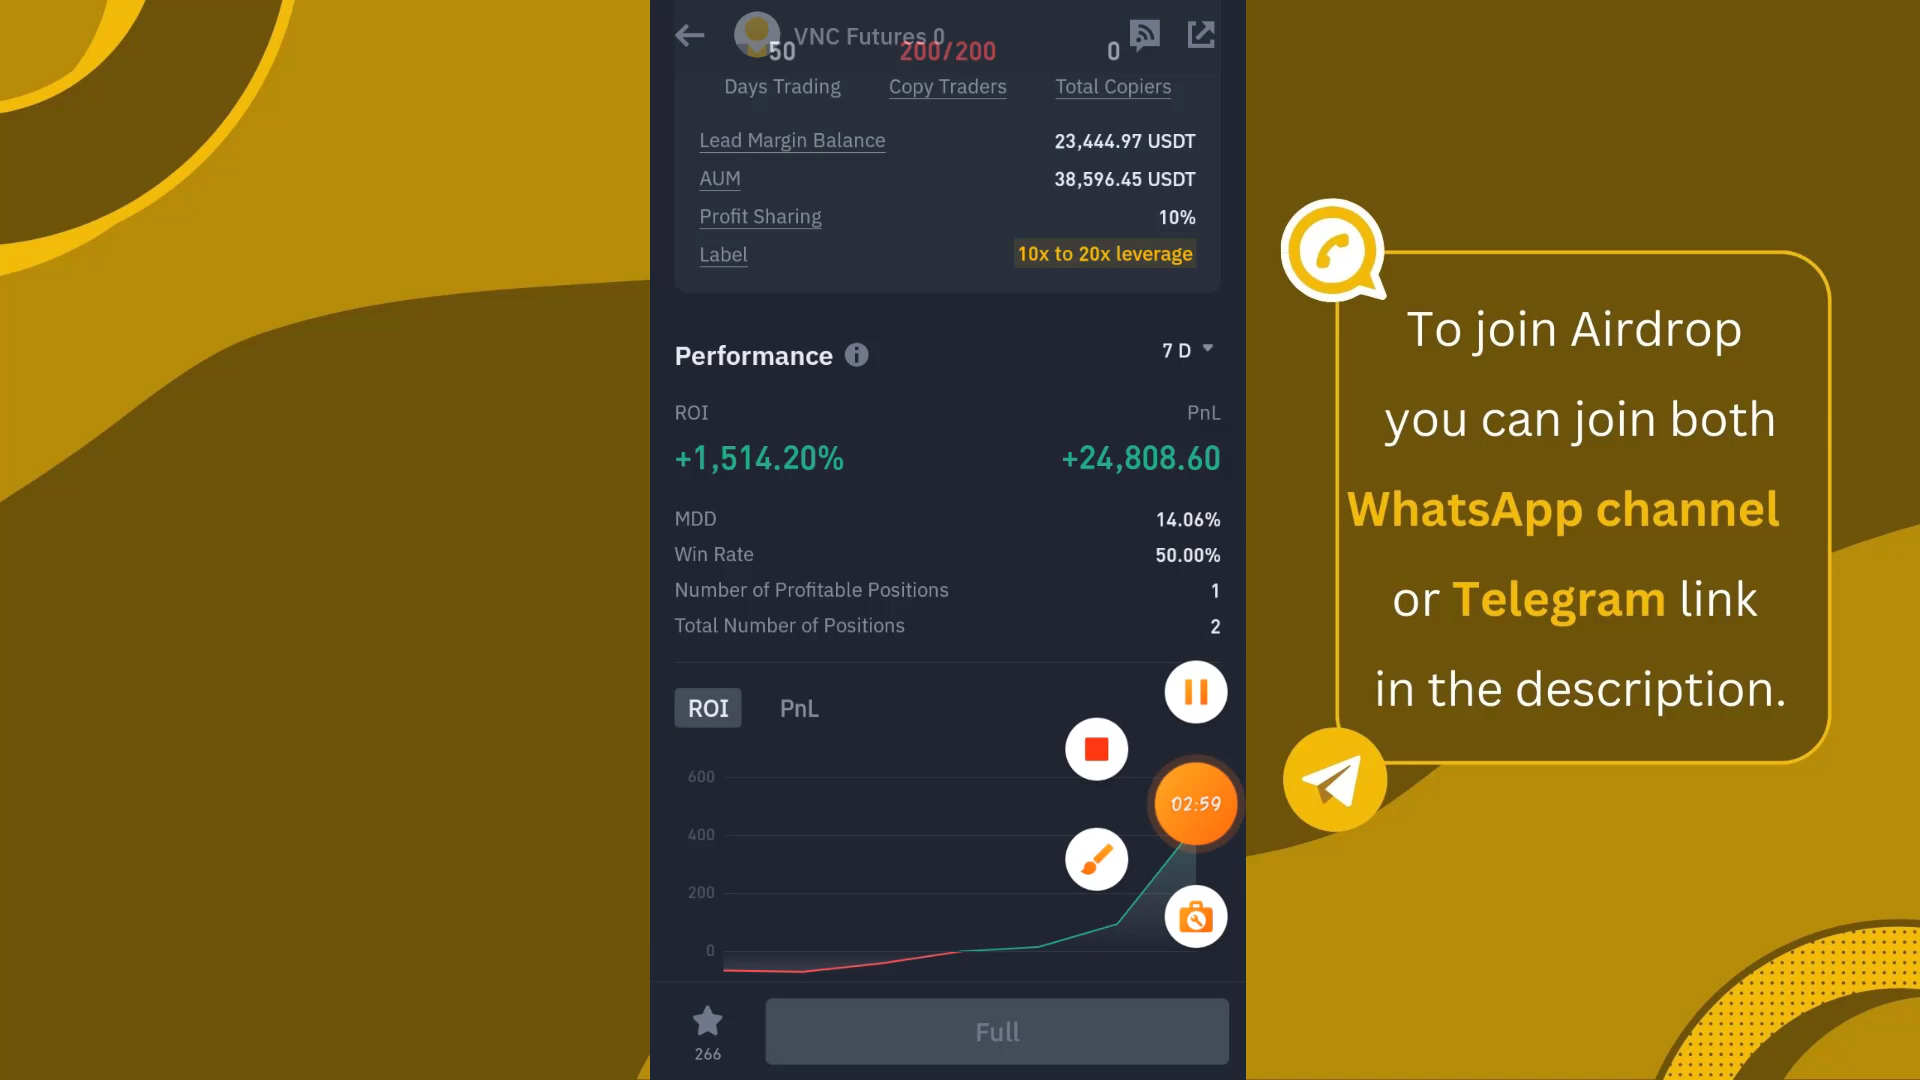 VNC Futures 0
50
200/200
0
Days Trading
Copy Traders
Total Copiers
Lead Margin Balance
23,444.97 USDT
AUM
38,596.45 USDT
Profit Sharing
10%
Label
10x to 20x leverage
Performance
7 D
ROI
PnL
+1,514.20%
+24,808.60
MDD
14.06%
Win Rate
50.00%
Number of Profitable Positions
1
Total Number of Positions
2
ROI
PnL
600
02:59
400
200
0
266
Full
To join Airdrop
you can join both
WhatsApp channel
or Telegram link
in the description.